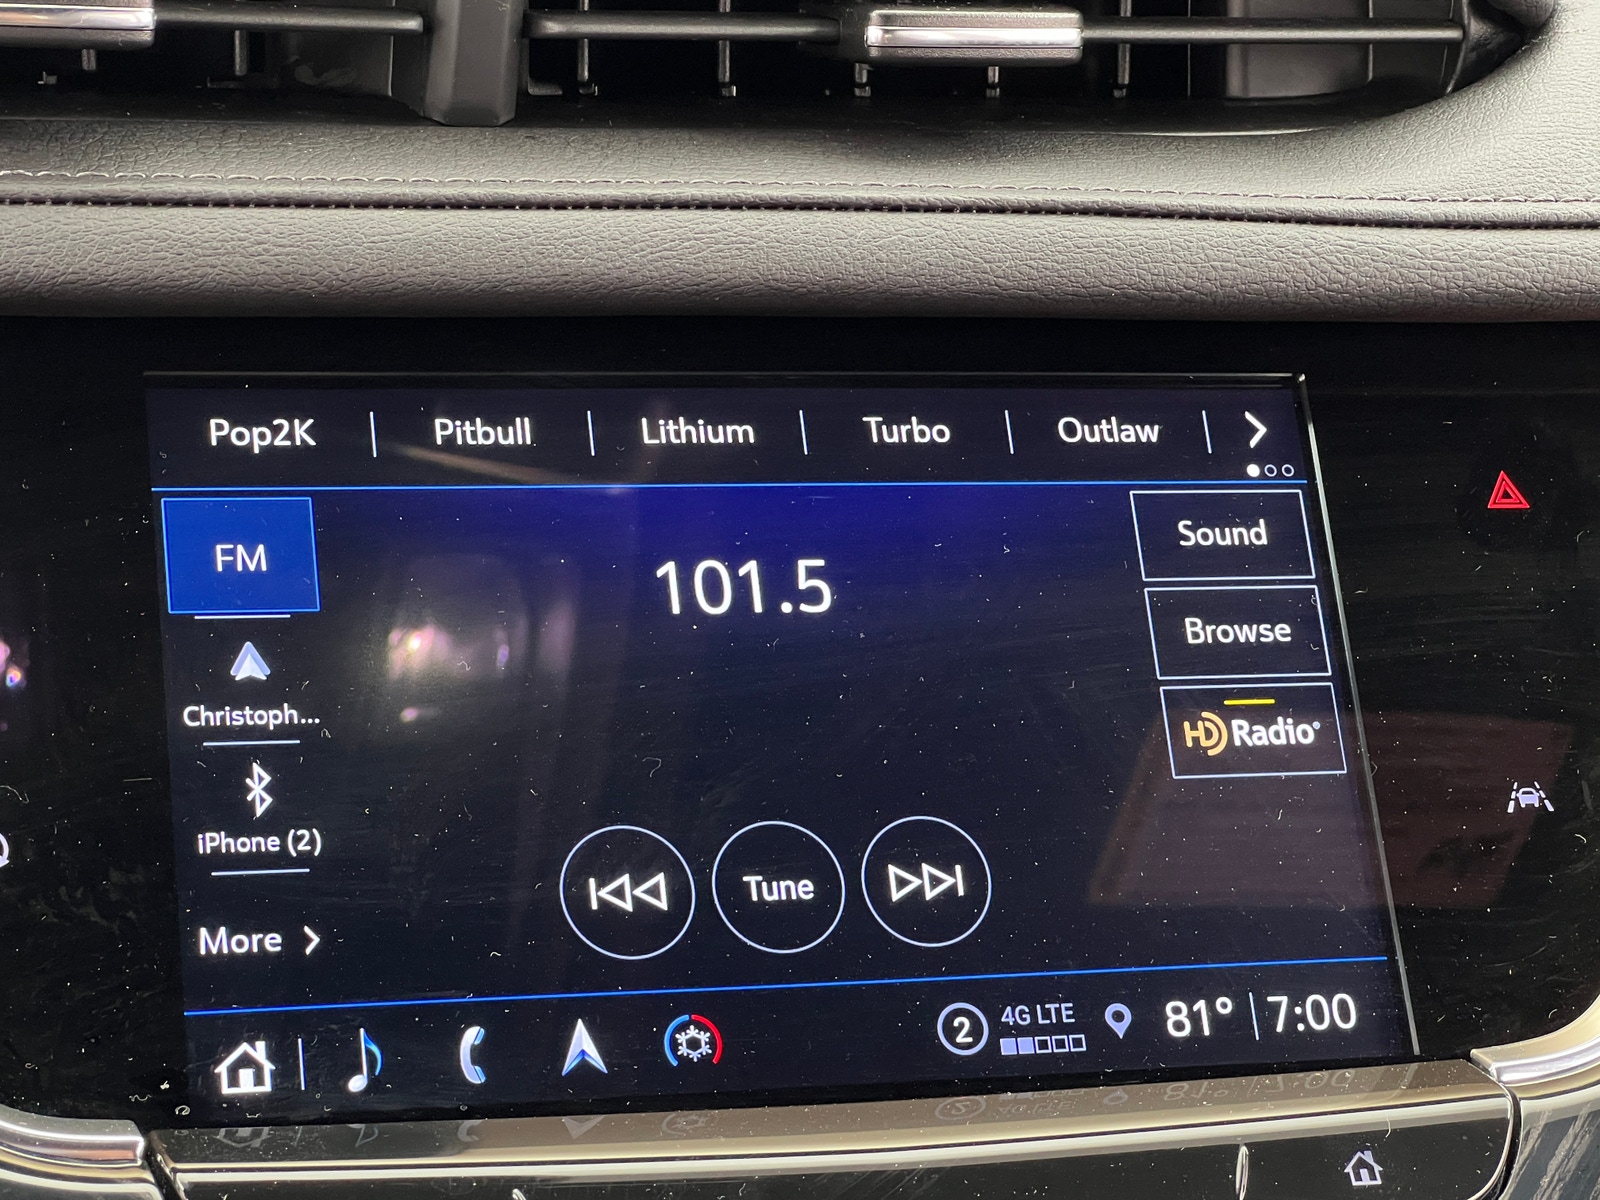 Pop2K
Pitbull
Lithium
Turbo
Outlaw
FM
101.5
Sound
Browse
HD Radio®
Christoph...
iPhone (2)
More
Tune
2
4G LTE
81°
7:00